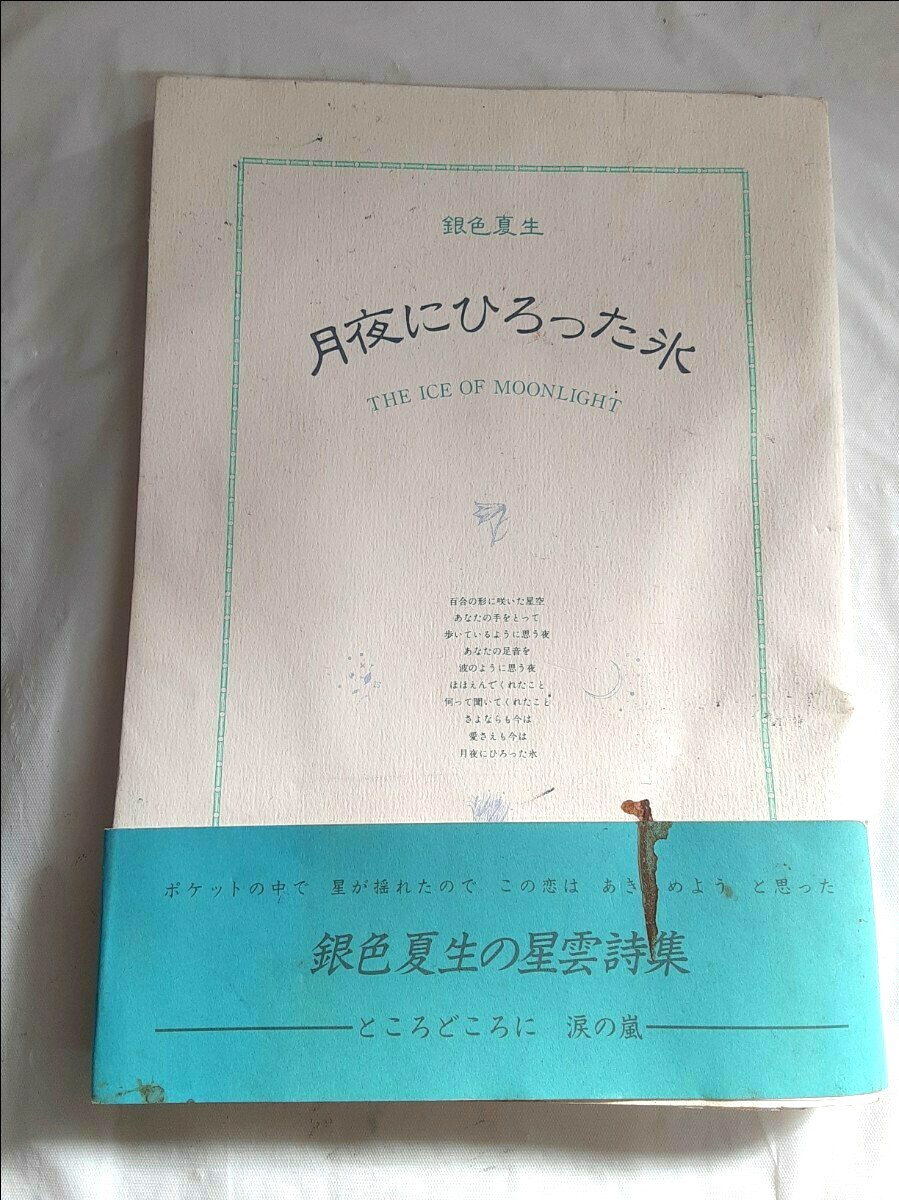 銀色夏生
月夜にひろった氷
THE ICE OF MOONLIGHT
百合の形に咲いた星空
あなたの手をとって
歩いているように思う夜
あなたの足音を
波のように思う夜
ほほえんでくれたこと
伺って聞いてくれたこと
さよならも今は
愛さえも今は
月夜にひろった氷
ポケットの中で 星が揺れたので この恋は あき めよう と思った
銀色夏生の星雲詩集
ところどころに 涙の嵐